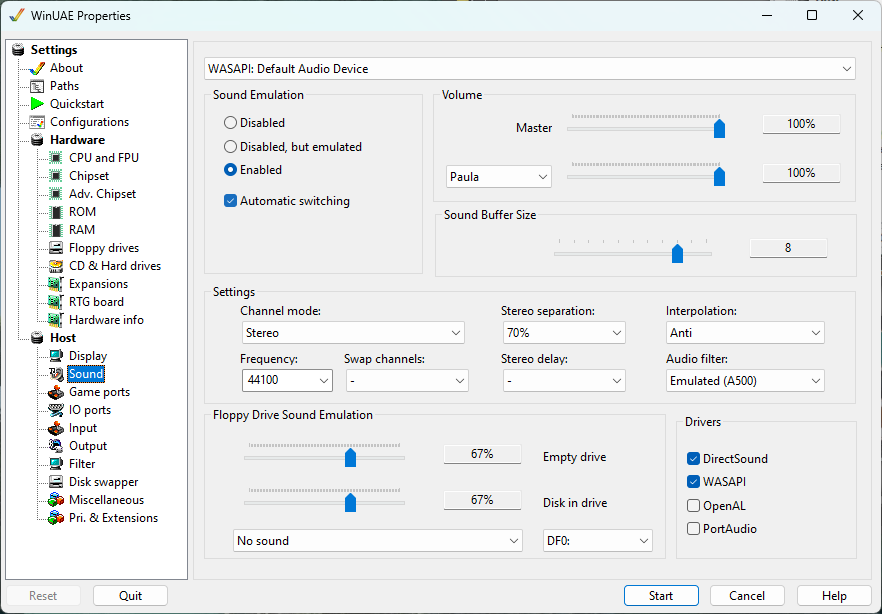 WinUAE Properties
Settings
About
Paths
Quickstart
Configurations
Hardware
CPU and FPU
Chipset
Adv. Chipset
ROM
RAM
Floppy drives
CD & Hard drives
Expansions
RTG board
Hardware info
Host
Display
Sound
Game ports
IO ports
Input
Output
Filter
Disk swapper
Miscellaneous
Pri. & Extensions
WASAPI: Default Audio Device
Sound Emulation
Disabled
Disabled, but emulated
Enabled
Automatic switching
Volume
Master
100%
Paula
100%
Sound Buffer Size
8
Settings
Channel mode:
Stereo
Stereo separation:
70%
Interpolation:
Anti
Frequency:
44100
Swap channels:
-
Stereo delay:
-
Audio filter:
Emulated (A500)
Floppy Drive Sound Emulation
67%
Empty drive
67%
Disk in drive
No sound
DF0:
Drivers
DirectSound
WASAPI
OpenAL
PortAudio
Reset
Quit
Start
Cancel
Help